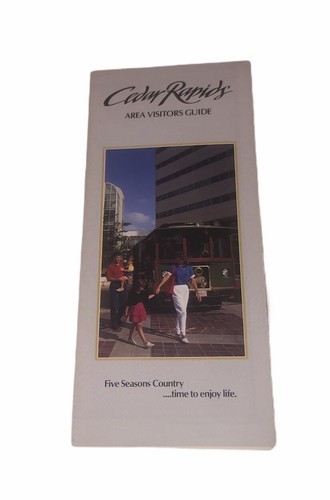 Cedar Rapids
AREA VISITORS GUIDE
Five Seasons Country
....time to enjoy life.